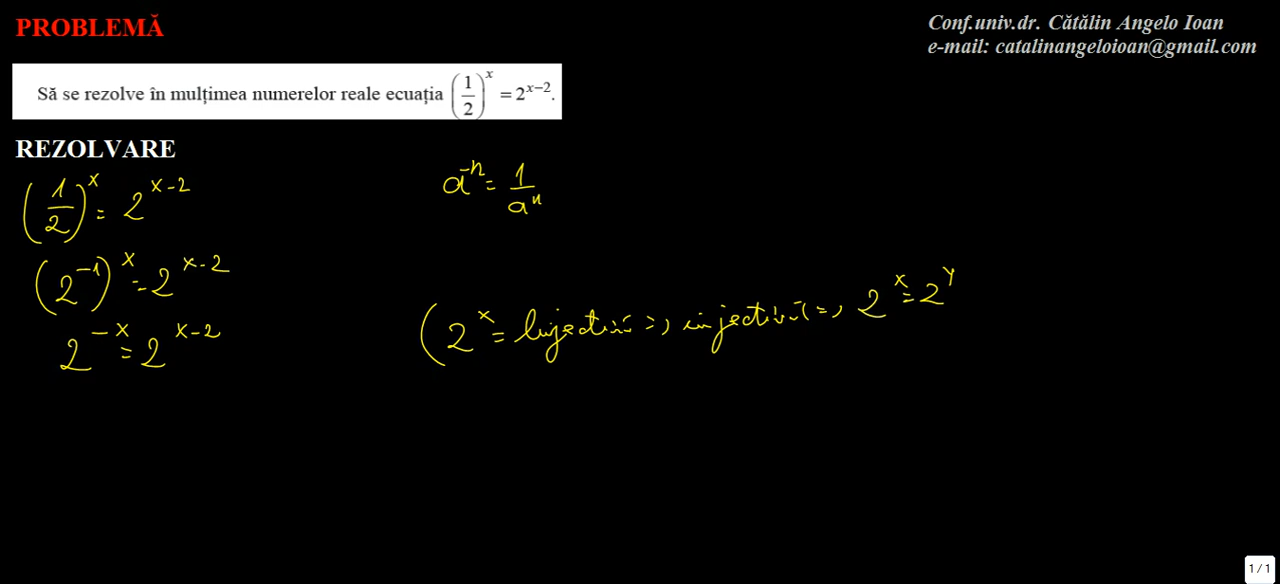 PROBLEMĂ
Conf.univ.dr. Cătălin Angelo Ioan
e-mail: catalinangeloioan@gmail.com
Să se rezolve în mulțimea numerelor reale ecuația (1/2)^x = 2^{x−2}.
REZOLVARE
(1/2)^x = 2^{x-2}
a^{-n} = 1/a^n
(2^{-1})^x = 2^{x-2}
2^{-x} = 2^{x-2}
(2^x = bijectivă => injectivă => 2^x = 2^y
1/1